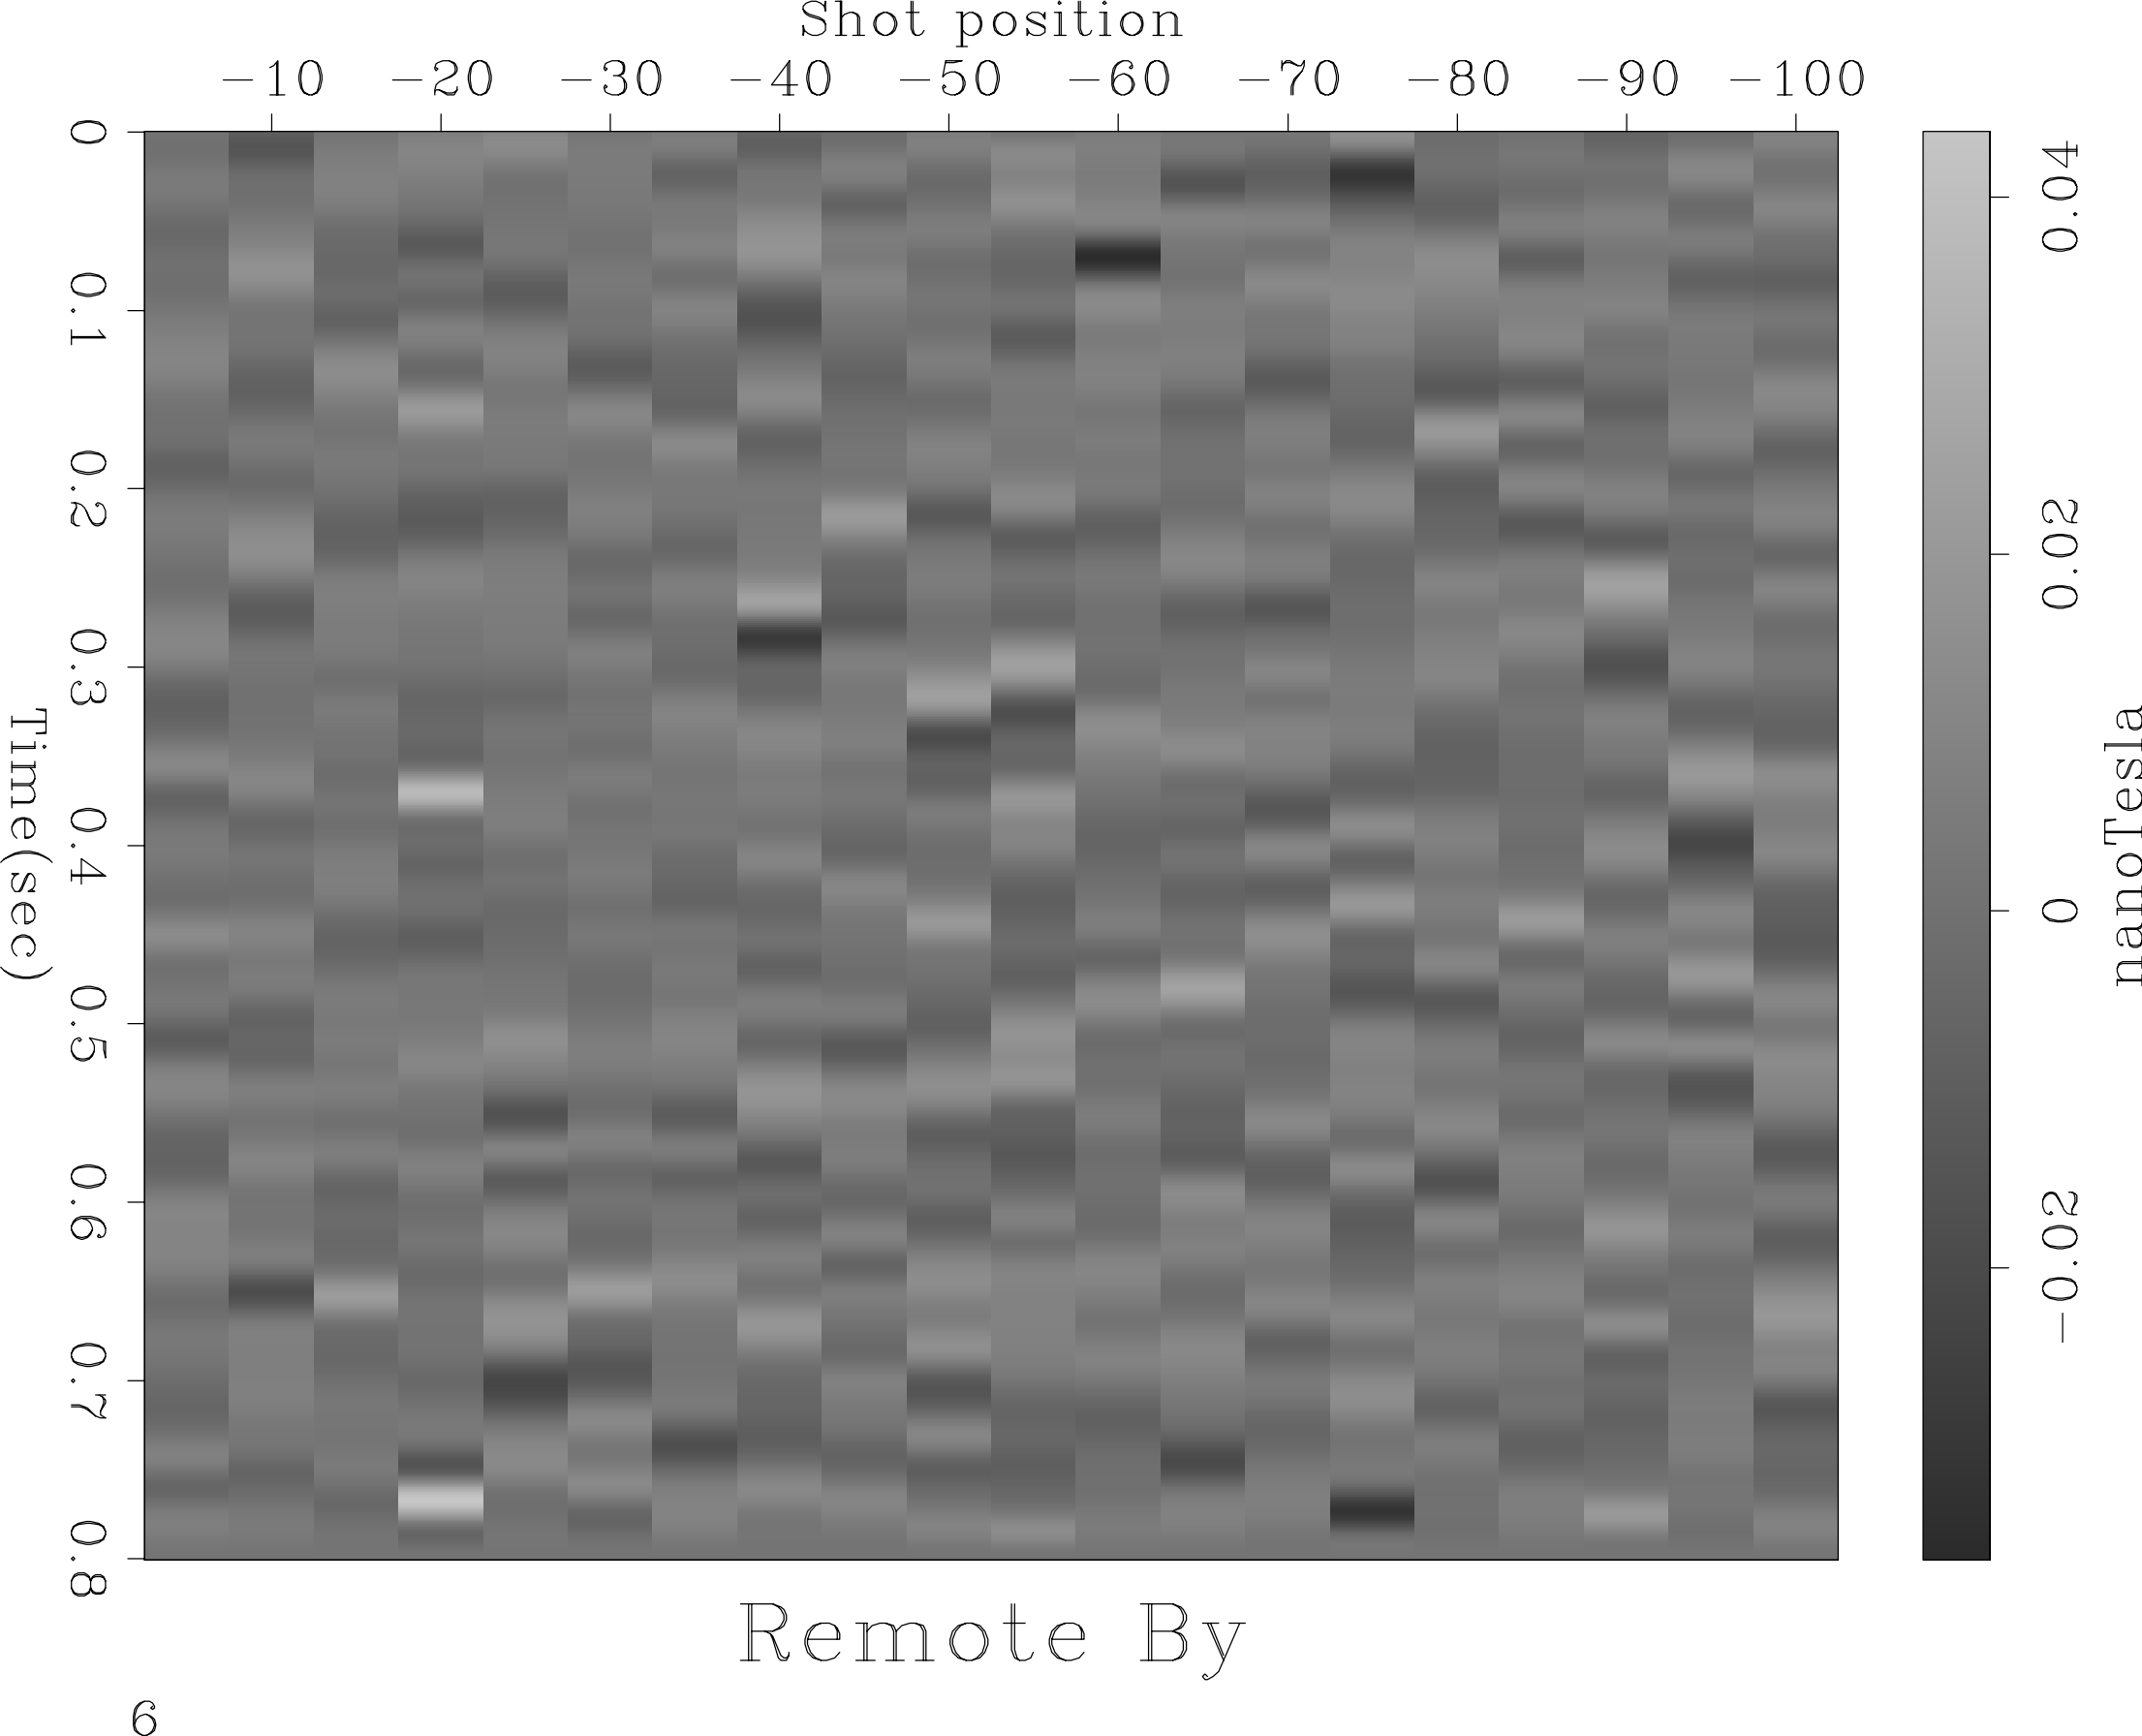 Shot position
−10 −20 −30 −40 −50 −60 −70 −80 −90 −100
0 0.1 0.2 0.3 0.4 0.5 0.6 0.7 0.8
Time(sec)
0.04 0.02 0 −0.02
nanoTesla
Remote By
6